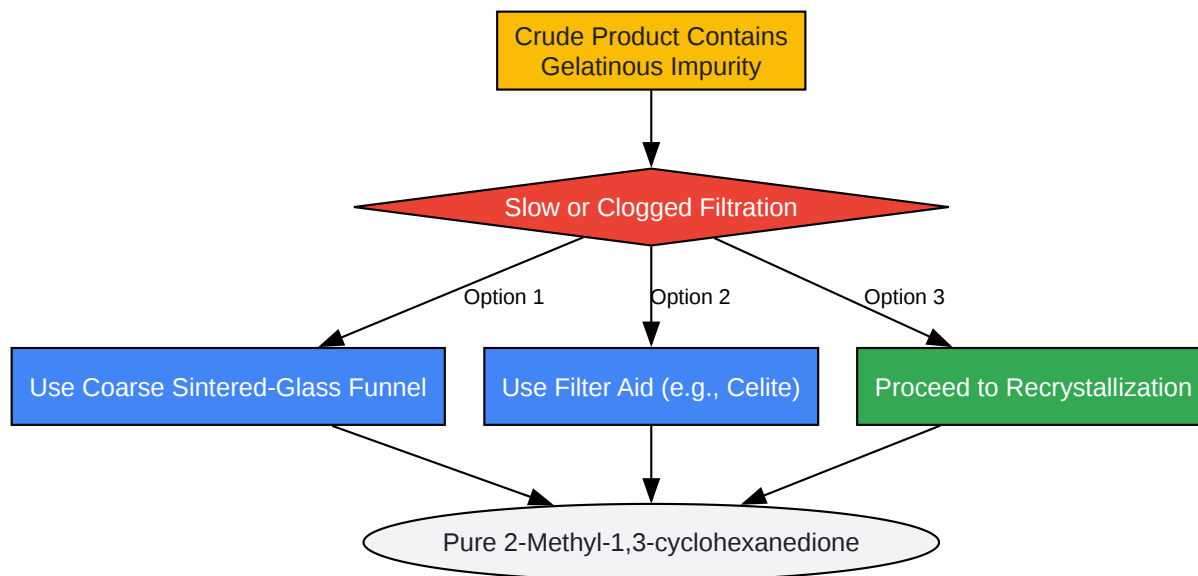 Crude Product Contains
Gelatinous Impurity
Slow or Clogged Filtration
Option 1
Option 2
Option 3
Use Coarse Sintered-Glass Funnel
Use Filter Aid (e.g., Celite)
Proceed to Recrystallization
Pure 2-Methyl-1,3-cyclohexanedione